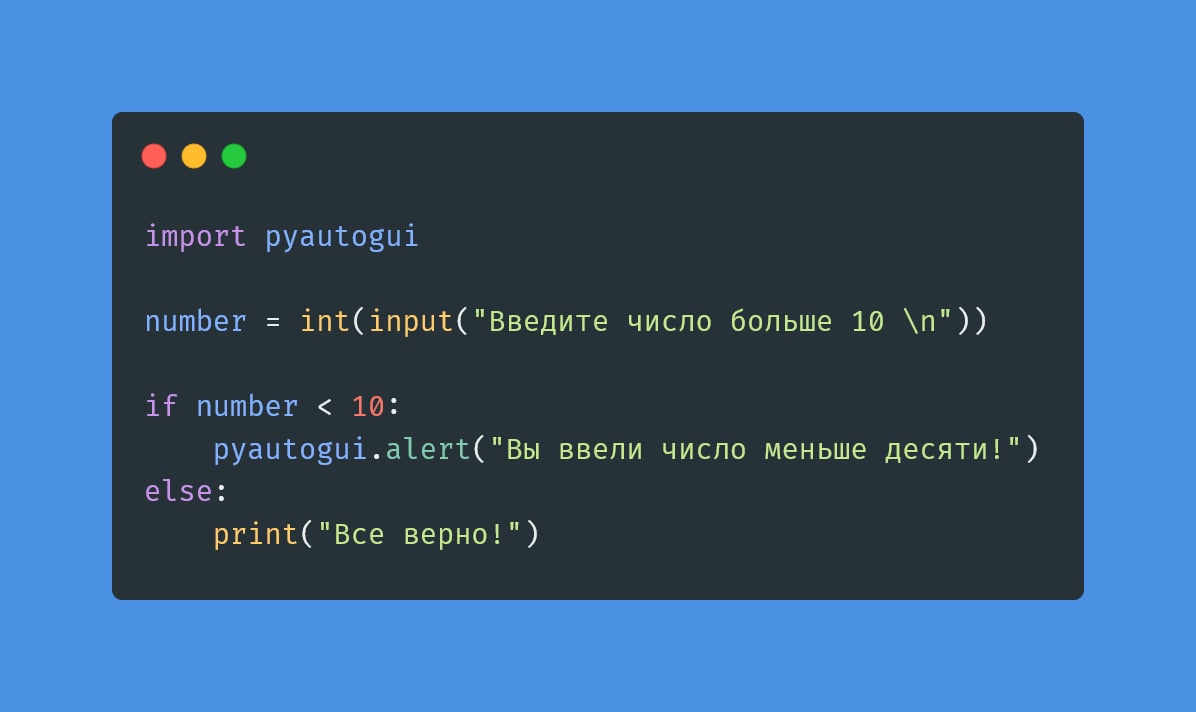 import pyautogui
number = int(input("Введите число больше 10 \n"))
if number < 10:
    pyautogui.alert("Вы ввели число меньше десяти!")
else:
    print("Все верно!")